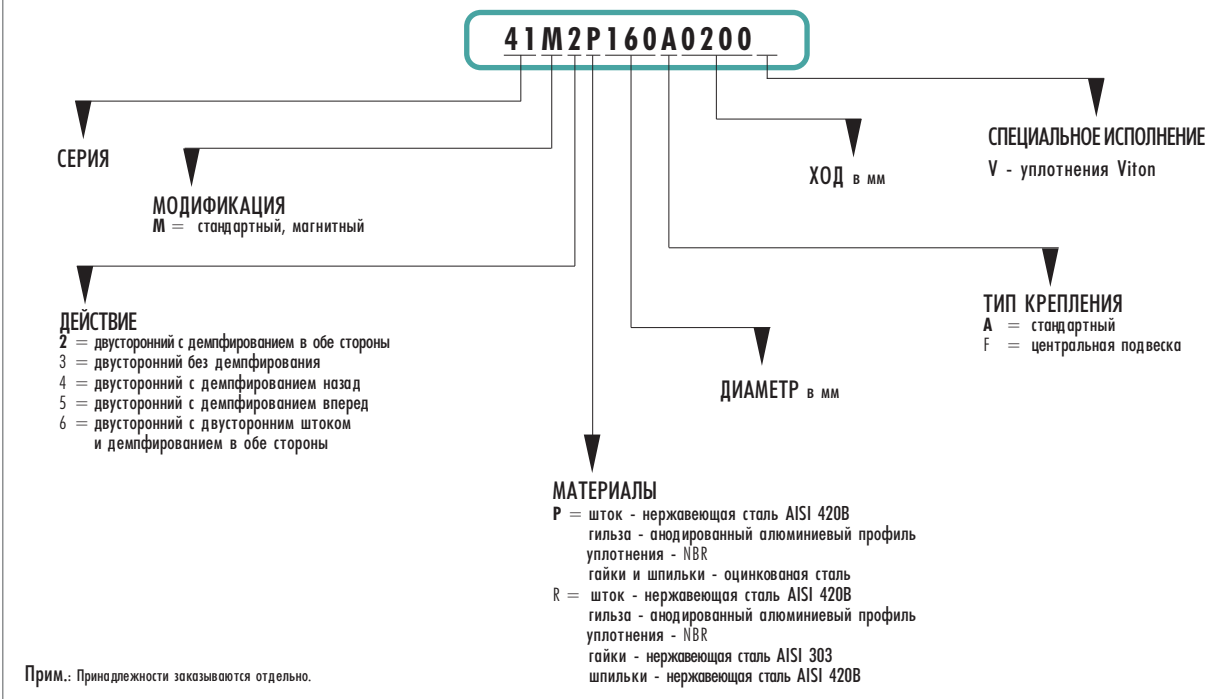 41M2P160A0200
СЕРИЯ
МОДИФИКАЦИЯ
M = стандартный, магнитный
ДЕЙСТВИЕ
2 = двусторонний с демпфированием в обе стороны
3 = двусторонний без демпфирования
4 = двусторонний с демпфированием назад
5 = двусторонний с демпфированием вперед
6 = двусторонний с двусторонним штоком
и демпфированием в обе стороны
МАТЕРИАЛЫ
P = шток - нержавеющая сталь AISI 420B
гильза - анодированный алюминиевый профиль
уплотнения - NBR
гайки и шпильки - оцинкованая сталь
R = шток - нержавеющая сталь AISI 420B
гильза - анодированный алюминиевый профиль
уплотнения - NBR
гайки - нержавеющая сталь AISI 303
шпильки - нержавеющая сталь AISI 420B
ДИАМЕТР в мм
ТИП КРЕПЛЕНИЯ
A = стандартный
F = центральная подвеска
ХОД в мм
СПЕЦИАЛЬНОЕ ИСПОЛНЕНИЕ
V - уплотнения Viton
Прим.: Принадлежности заказываются отдельно.